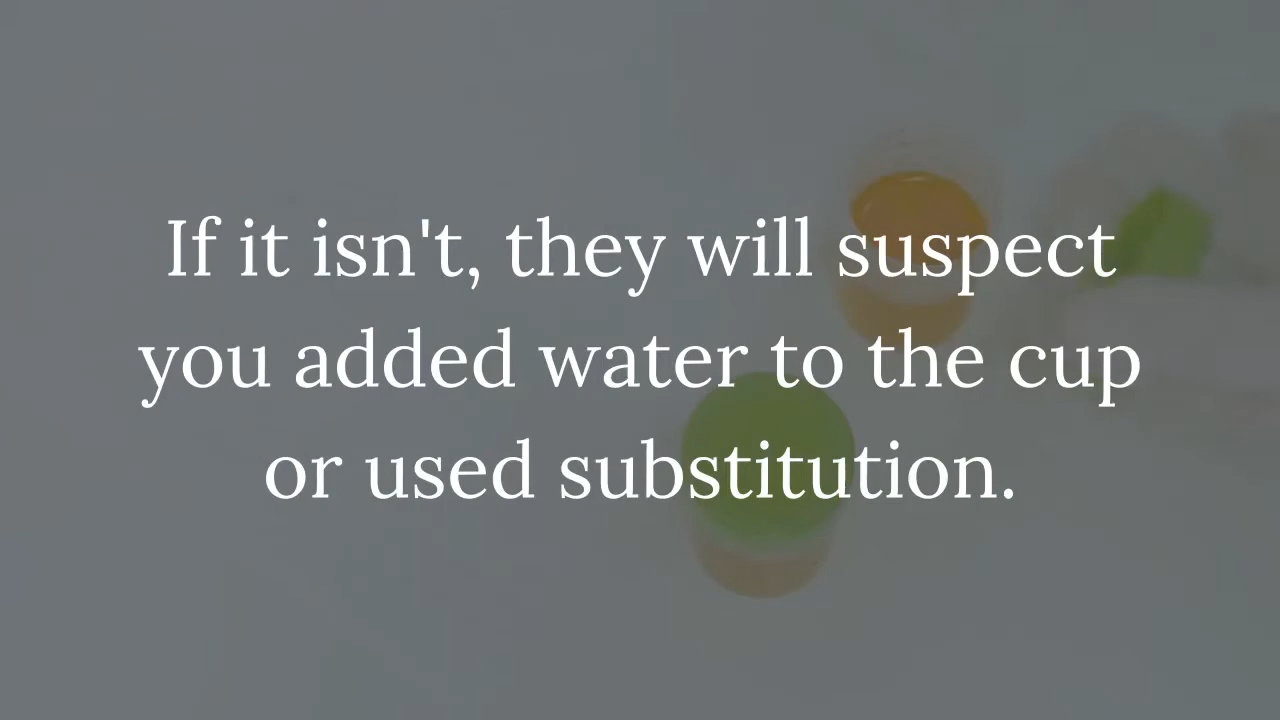 If it isn't, they will suspect
you added water to the cup
or used substitution.